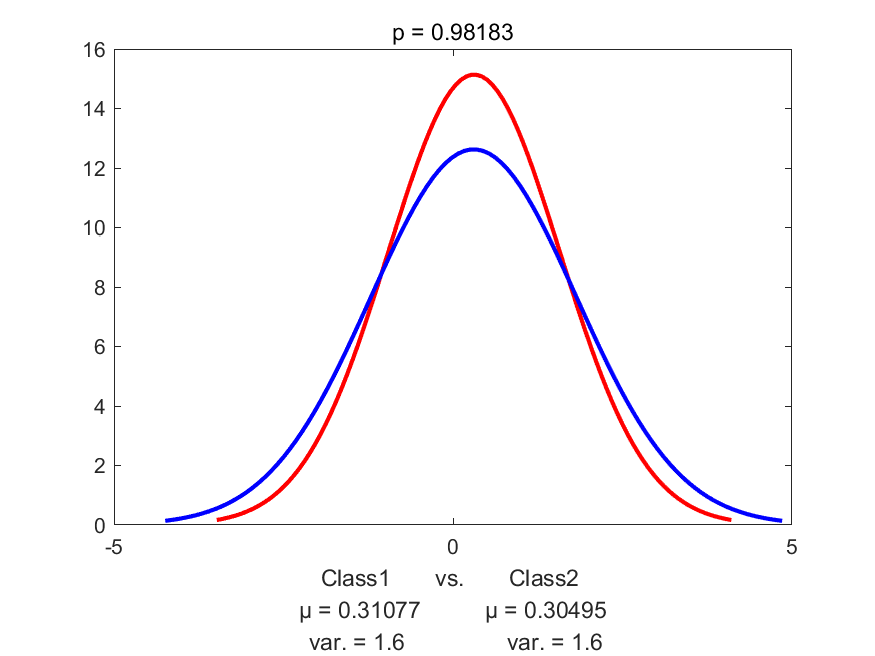 p = 0.98183
16
14
12
10
8
6
4
2
0
-5 0 5
Class1 vs. Class2
μ = 0.31077 μ = 0.30495
var. = 1.6 var. = 1.6